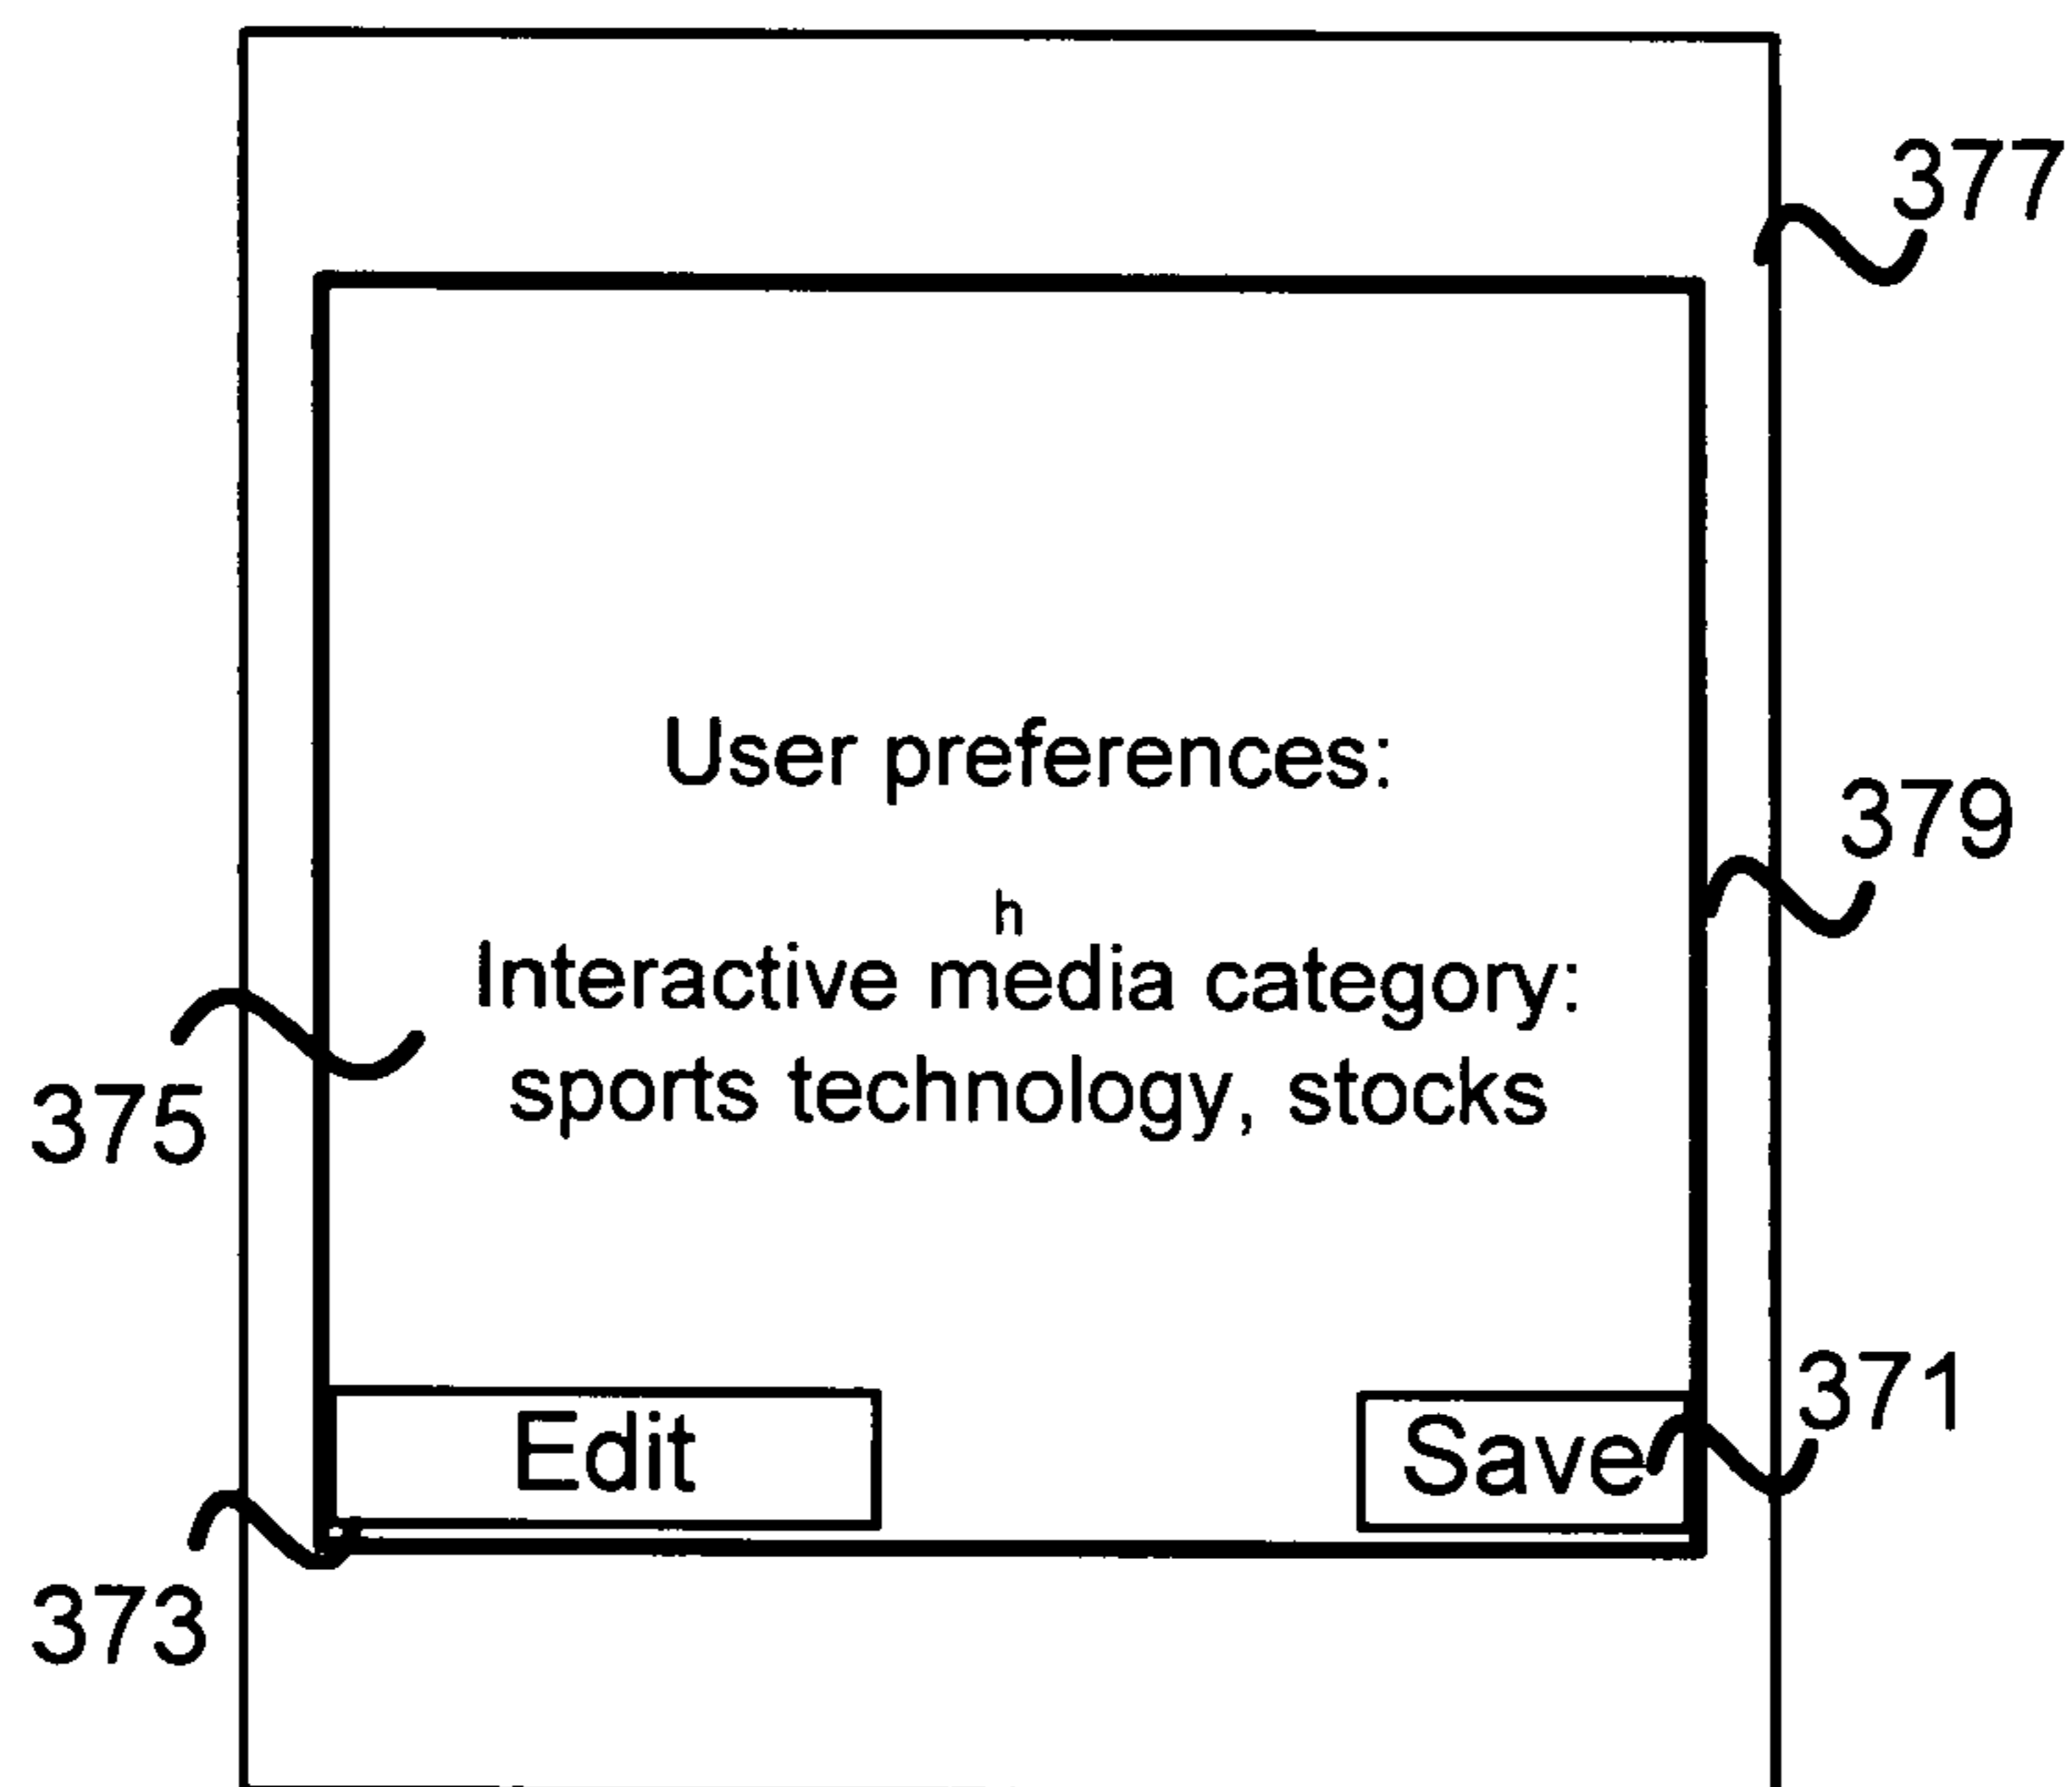 377
User preferences:
379
h
Interactive media category:
375
sports technology, stocks
371
Edit
Save
373